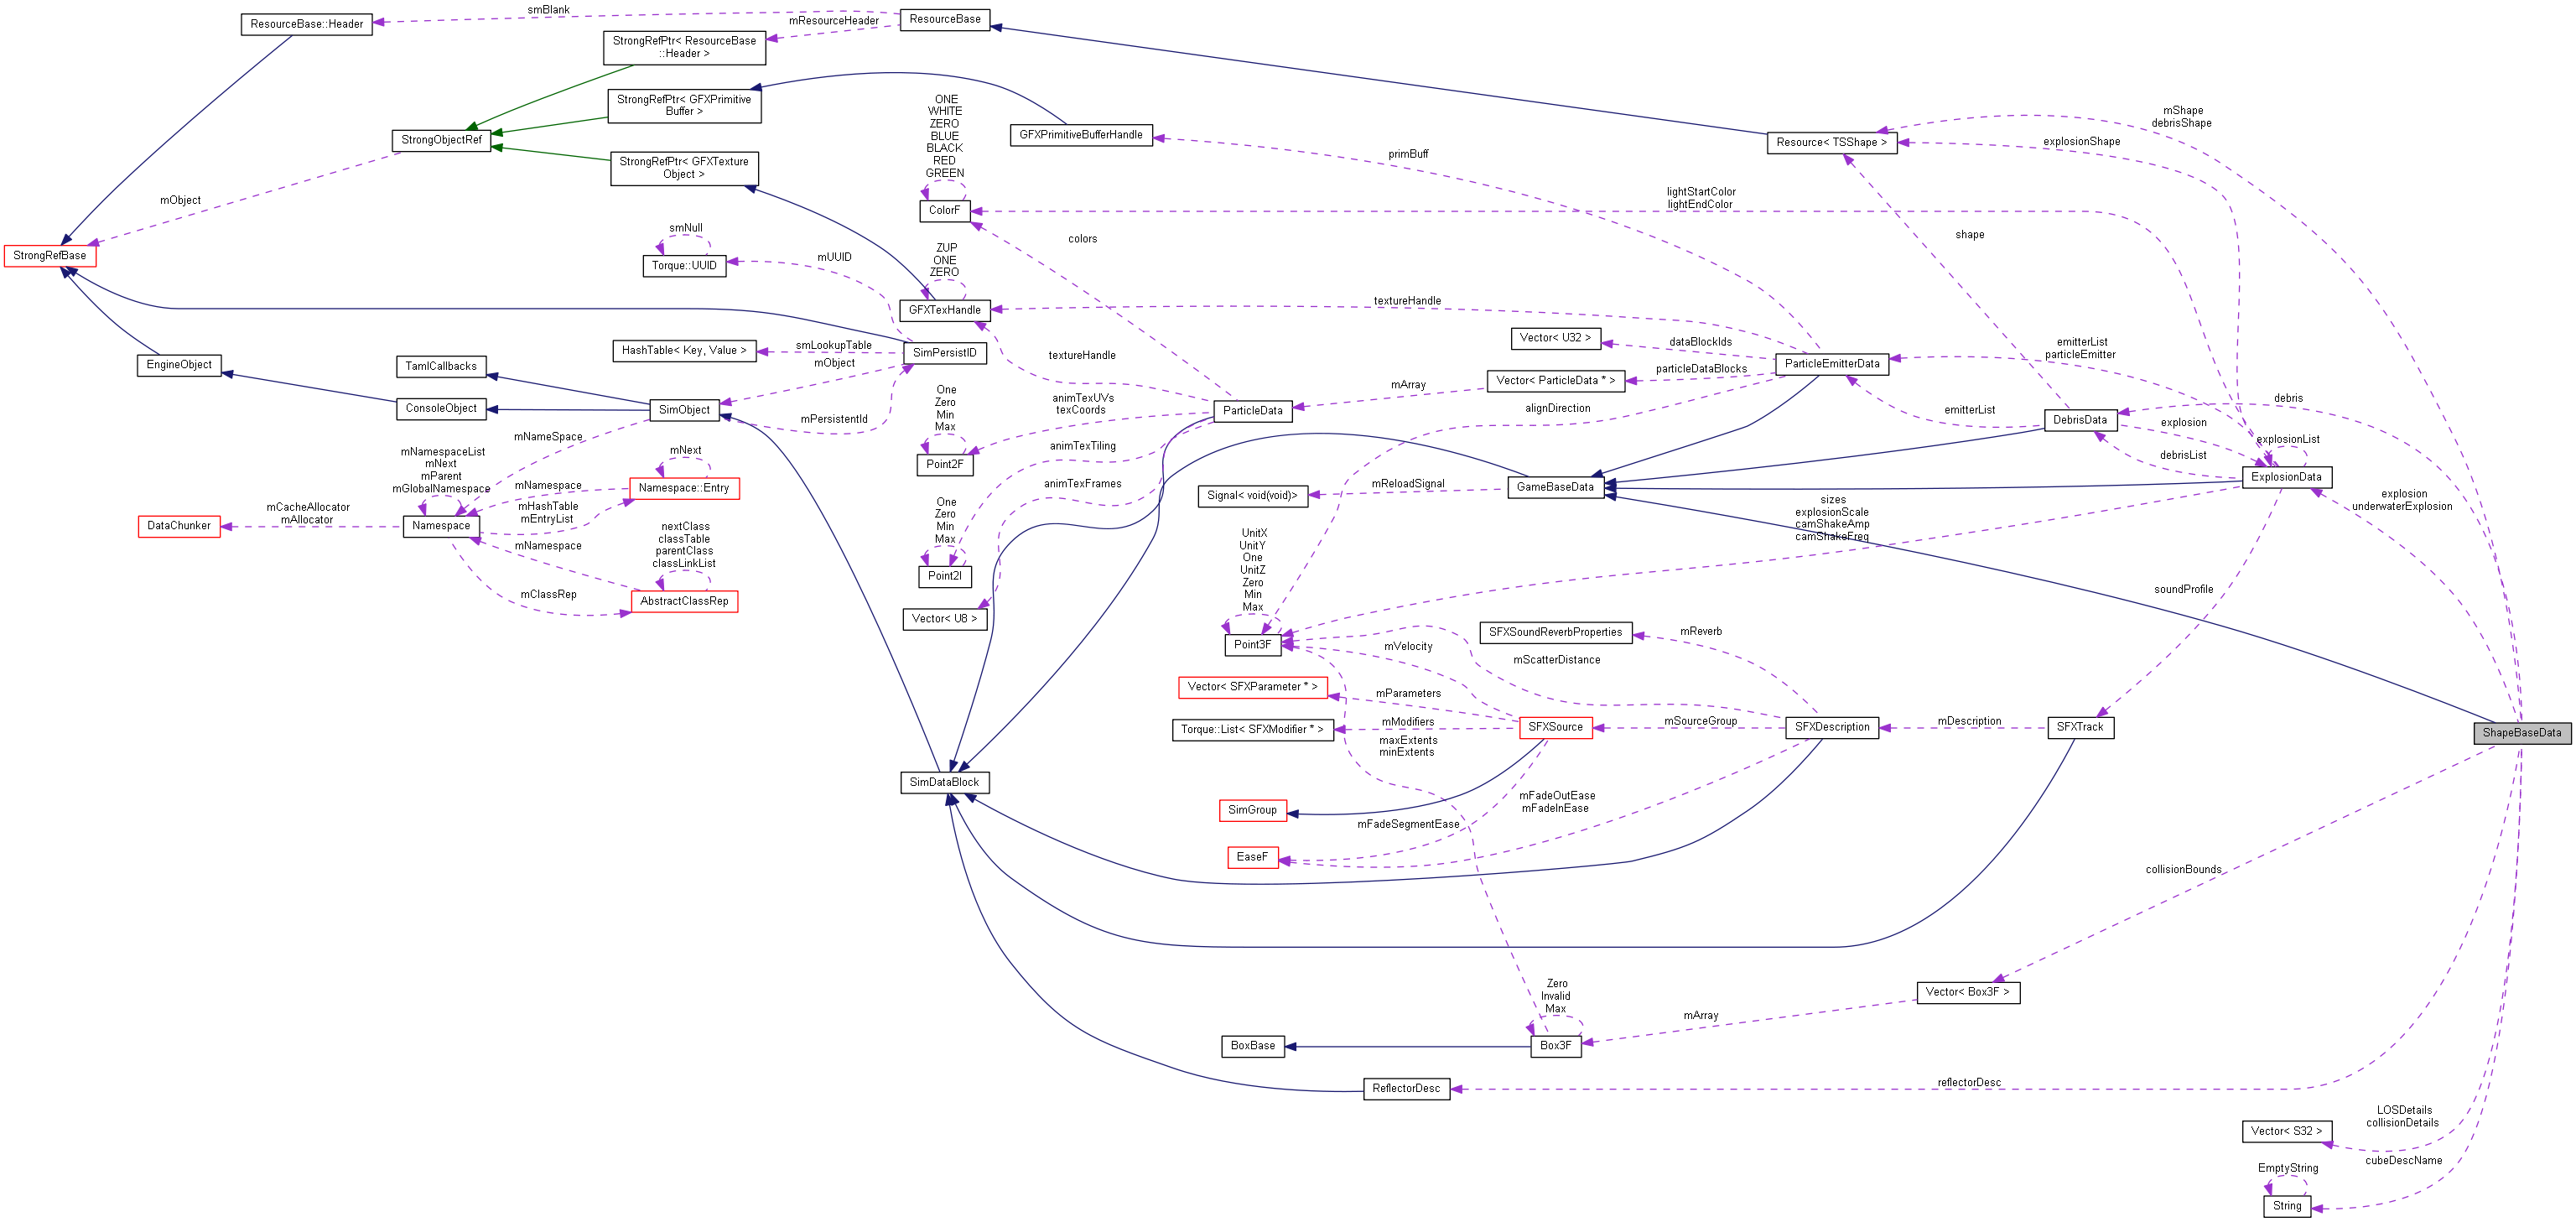 smBlank
ResourceBase
ResourceBase::Header
mResourceHeader
StrongRefPtr< ResourceBase
::Header >
StrongRefPtr< GFXPrimitive
Buffer >
ONE
WHITE
ZERO
BLUE
BLACK
RED
GREEN
GFXPrimitiveBufferHandle
mShape
debrisShape
StrongObjectRef
Resource< TSShape >
explosionShape
primBuff
StrongRefPtr< GFXTexture
Object >
mObject
lightStartColor
lightEndColor
ColorF
smNull
colors
shape
StrongRefBase
Torque::UUID
mUUID
ZUP
ONE
ZERO
GFXTexHandle
textureHandle
Vector< U32 >
dataBlockIds
emitterList
particleEmitter
HashTable< Key, Value >
smLookupTable
SimPersistID
textureHandle
ParticleEmitterData
EngineObject
TamlCallbacks
mObject
particleDataBlocks
Vector< ParticleData * >
mArray
One
Zero
Min
Max
animTexUVs
texCoords
ParticleData
alignDirection
emitterList
debris
ConsoleObject
SimObject
mPersistentId
DebrisData
explosion
mNameSpace
animTexTiling
explosionList
mNamespaceList
mNext
mParent
mGlobalNamespace
mNext
Point2F
debrisList
ExplosionData
mNamespace
Namespace::Entry
animTexFrames
mReloadSignal
GameBaseData
Signal< void(void)>
mCacheAllocator
mAllocator
mHashTable
mEntryList
One
Zero
Min
Max
sizes
explosionScale
camShakeAmp
camShakeFreq
explosion
underwaterExplosion
DataChunker
Namespace
mNamespace
nextClass
classTable
parentClass
classLinkList
UnitX
UnitY
One
UnitZ
Zero
Min
Max
Point2I
mClassRep
AbstractClassRep
soundProfile
Vector< U8 >
SFXSoundReverbProperties
mReverb
Point3F
mVelocity
mScatterDistance
Vector< SFXParameter * >
mParameters
Torque::List< SFXModifier * >
mModifiers
SFXSource
mSourceGroup
SFXDescription
mDescription
SFXTrack
ShapeBaseData
maxExtents
minExtents
SimDataBlock
SimGroup
mFadeOutEase
mFadeInEase
mFadeSegmentEase
EaseF
collisionBounds
Zero
Invalid
Max
Vector< Box3F >
mArray
BoxBase
Box3F
ReflectorDesc
reflectorDesc
LOSDetails
collisionDetails
Vector< S32 >
cubeDescName
EmptyString
String